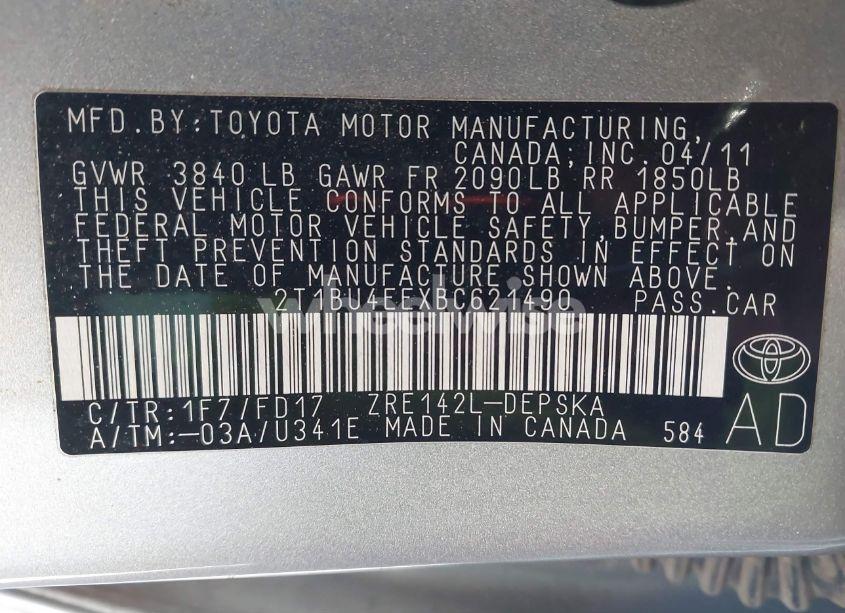 MFD.BY:TOYOTA MOTOR MANUFACTURING,
CANADA,INC.04/11
GVWR 3840 LB GAWR FR 2090LB RR 1850LB
THIS VEHICLE CONFORMS TO ALL APPLICABLE
FEDERAL MOTOR VEHICLE SAFETY,BUMPER,AND
THEFT PREVENTION STANDARDS IN EFFECT ON
THE DATE OF MANUFACTURE SHOWN ABOVE.
2T1BU4EEXBC621490 PASS.CAR
wheelwise
C/TR:1F7/FD17 ZRE142L-DEPSKA
A/TM:-03A/U341E MADE IN CANADA 584
AD